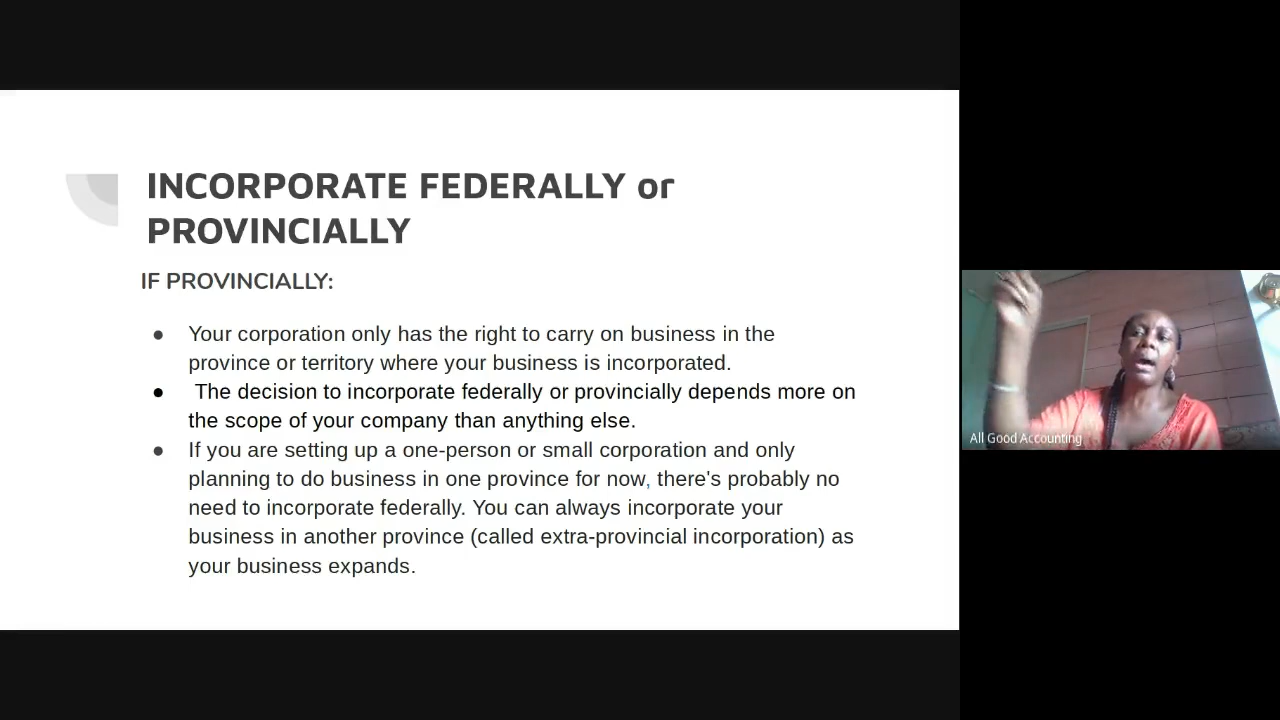 INCORPORATE FEDERALLY or
PROVINCIALLY
IF PROVINCIALLY:
● Your corporation only has the right to carry on business in the
province or territory where your business is incorporated.
● The decision to incorporate federally or provincially depends more on
the scope of your company than anything else.
● If you are setting up a one-person or small corporation and only
planning to do business in one province for now, there's probably no
need to incorporate federally. You can always incorporate your
business in another province (called extra-provincial incorporation) as
your business expands.
All Good Accounting